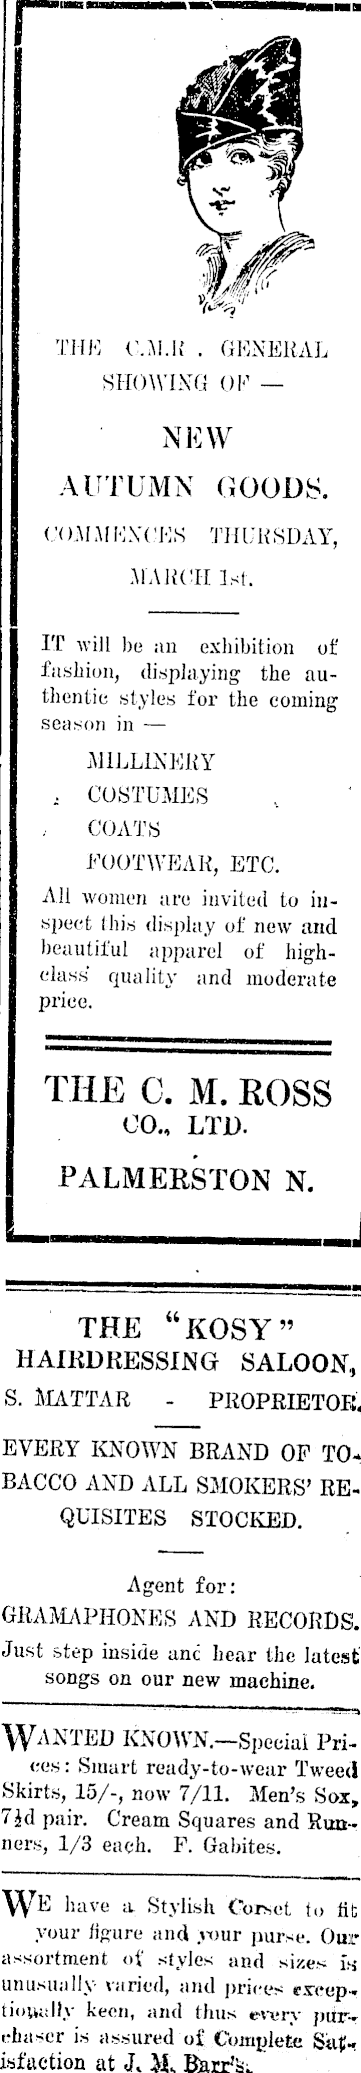 THE C.M.R. GENERAL
SHOWING OF —
NEW
AUTUMN GOODS.
COMMENCES THURSDAY,
MARCH 1st.
IT will be an exhibition of
fashion, displaying the au-
thentic styles for the coming
season in —
MILLINERY
COSTUMES
COATS
FOOTWEAR, ETC.
All women are invited to in-
spect this display of new and
beautiful apparel of high-
class quality and moderate
price.
THE C. M. ROSS
CO., LTD.
PALMERSTON N.
THE "KOSY"
HAIRDRESSING SALOON,
S. MATTAR - PROPRIETOR.
EVERY KNOWN BRAND OF TO-
BACCO AND ALL SMOKERS' RE-
QUISITES STOCKED.
Agent for:
GRAMAPHONES AND RECORDS.
Just step inside and hear the latest
songs on our new machine.
WANTED KNOWN.—Special Pri-
ces: Smart ready-to-wear Tweed
Skirts, 15/-, now 7/11. Men's Sox,
7½d pair. Cream Squares and Run-
ners, 1/3 each. F. Gabites.
WE have a Stylish Corset to fit
your figure and your purse. Our
assortment of styles and sizes is
unusually varied, and prices excep-
tionally keen, and thus every pur-
chaser is assured of Complete Sat-
isfaction at J. M. Barr's.